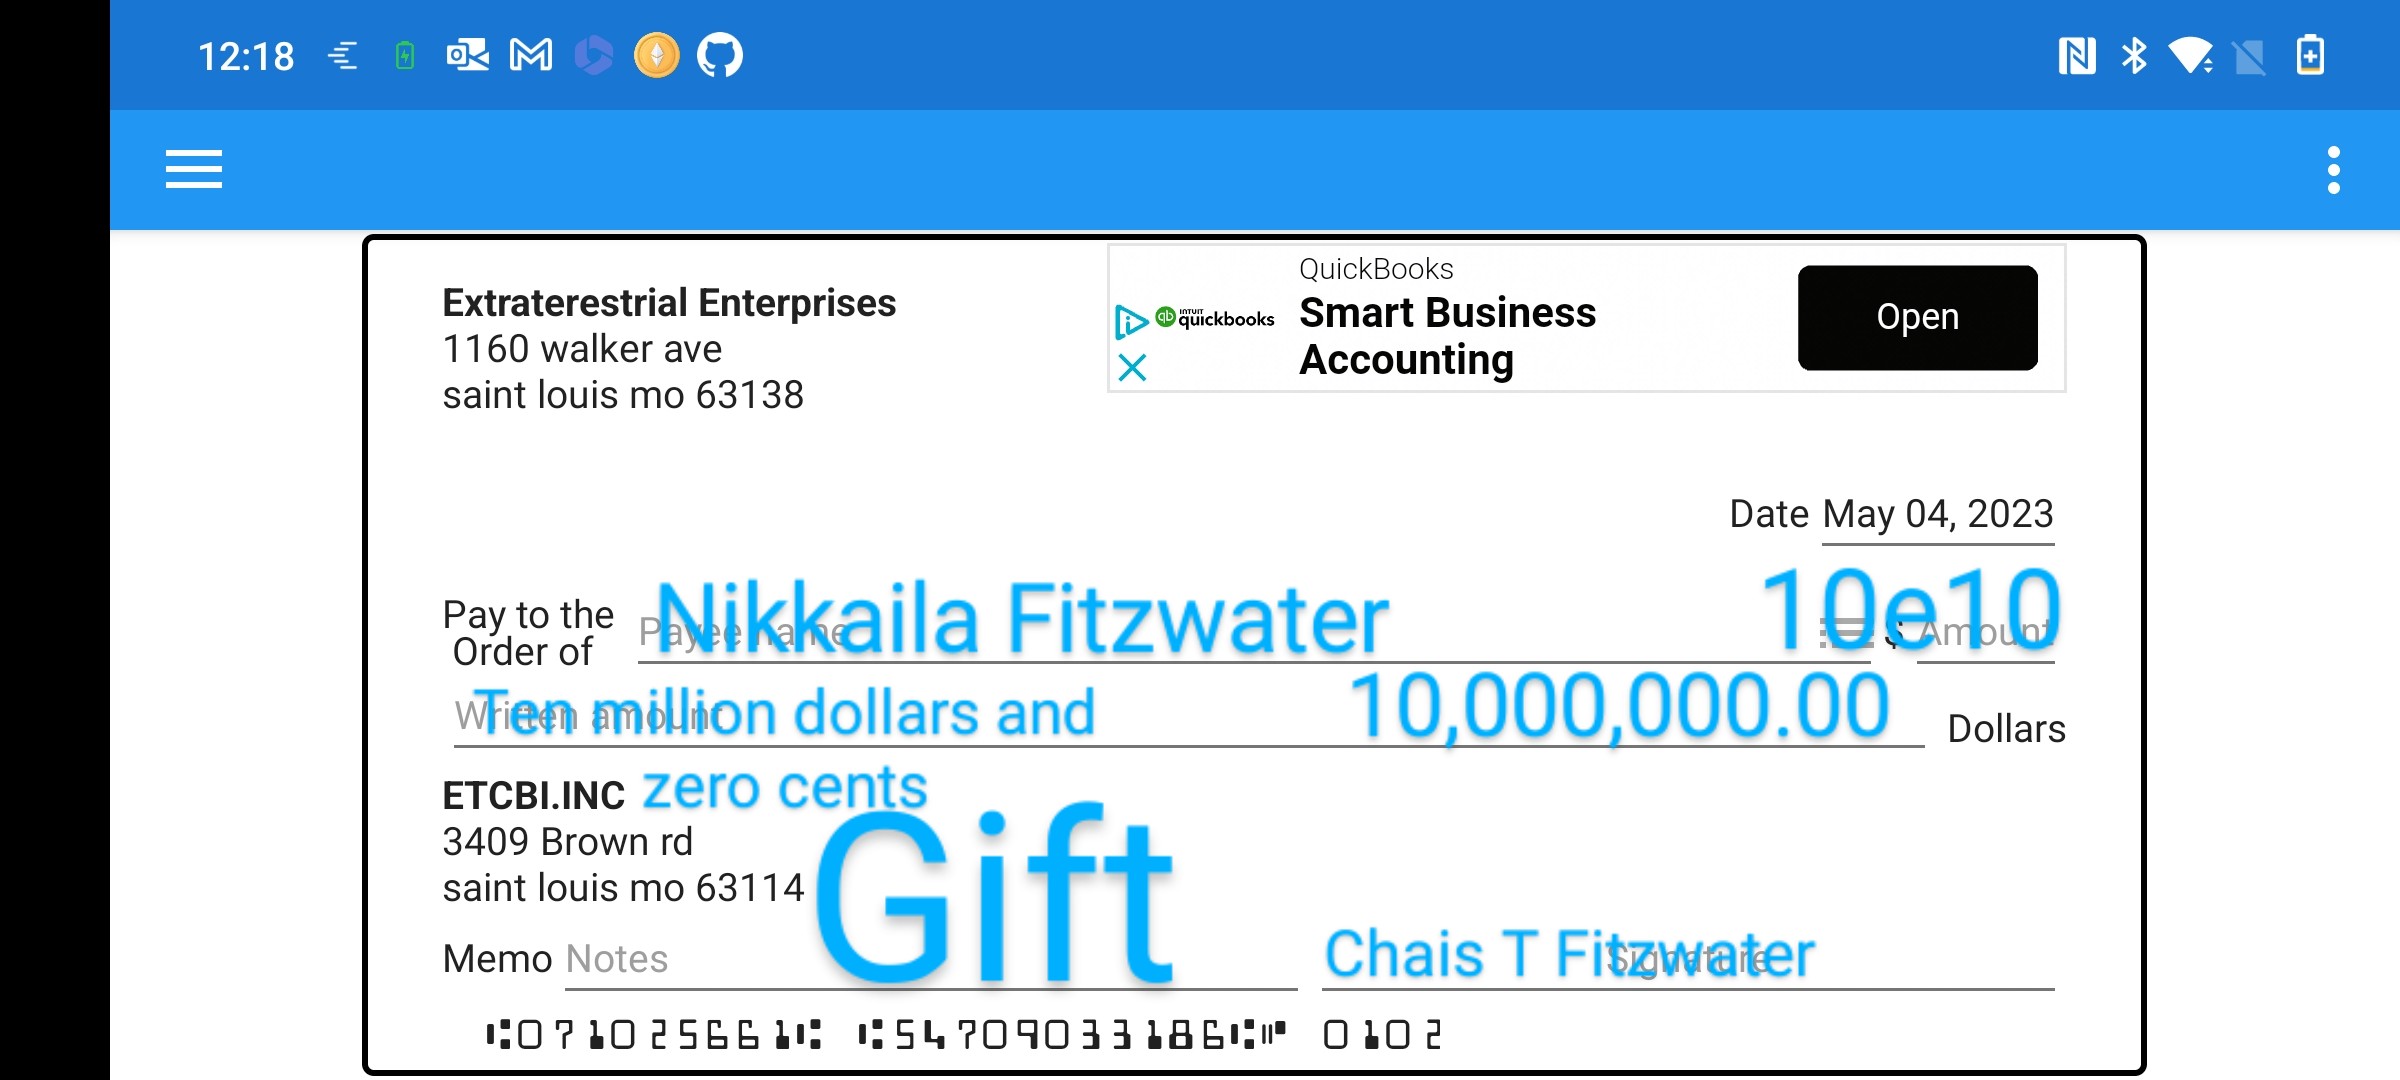 12:18
QuickBooks
INTUIT quickbooks
Smart Business
Accounting
Open
Extraterestrial Enterprises
1160 walker ave
saint louis mo 63138
Date May 04, 2023
Pay to the
Order of
Payee name
Nikkaila Fitzwater
$ Amount
10e10
Written amount
Ten million dollars and
10,000,000.00
Dollars
ETCBI.INC zero cents
3409 Brown rd
saint louis mo 63114
Gift
Memo Notes
Chais T Fitzwater
Signature
⑆071025661⑆ ⑆547090331886⑆⑈ 0102